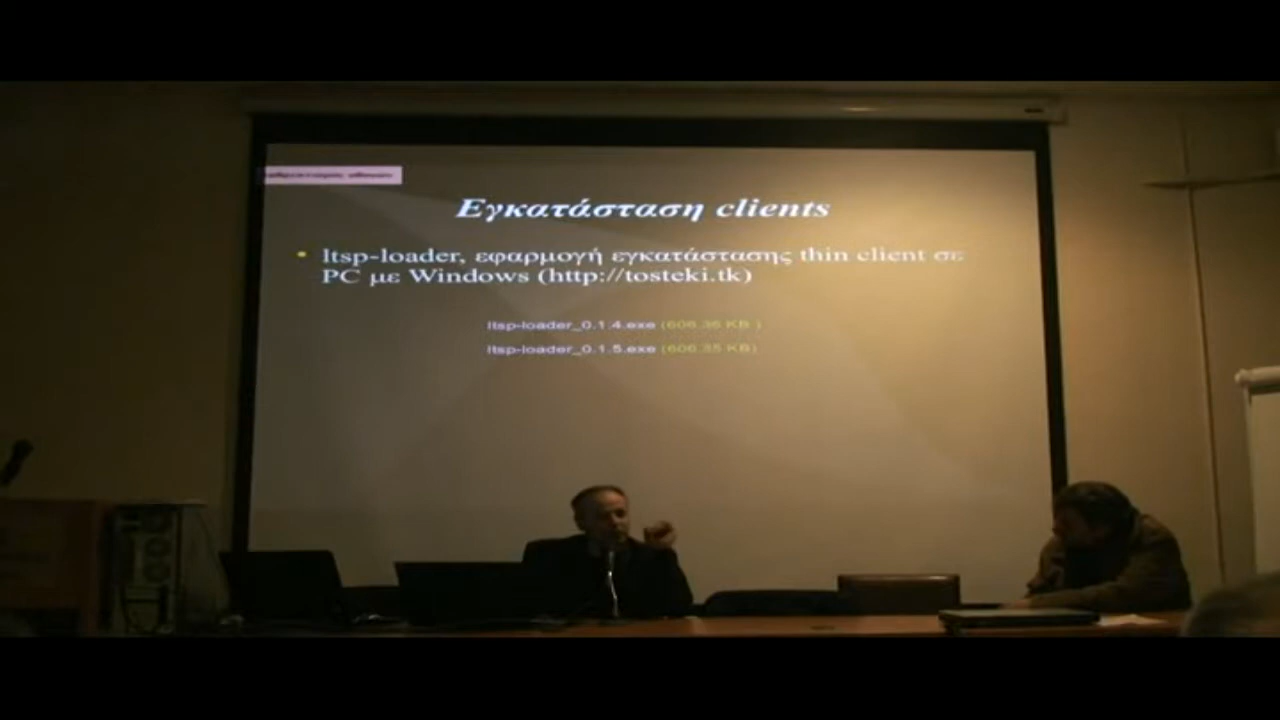 Εγκατάσταση clients
ltsp-loader, εφαρμογή εγκατάστασης thin client σε
PC με Windows (http://tosteki.tk)
ltsp-loader_0.1.4.exe (606.36 KB )
ltsp-loader_0.1.5.exe (606.35 KB)